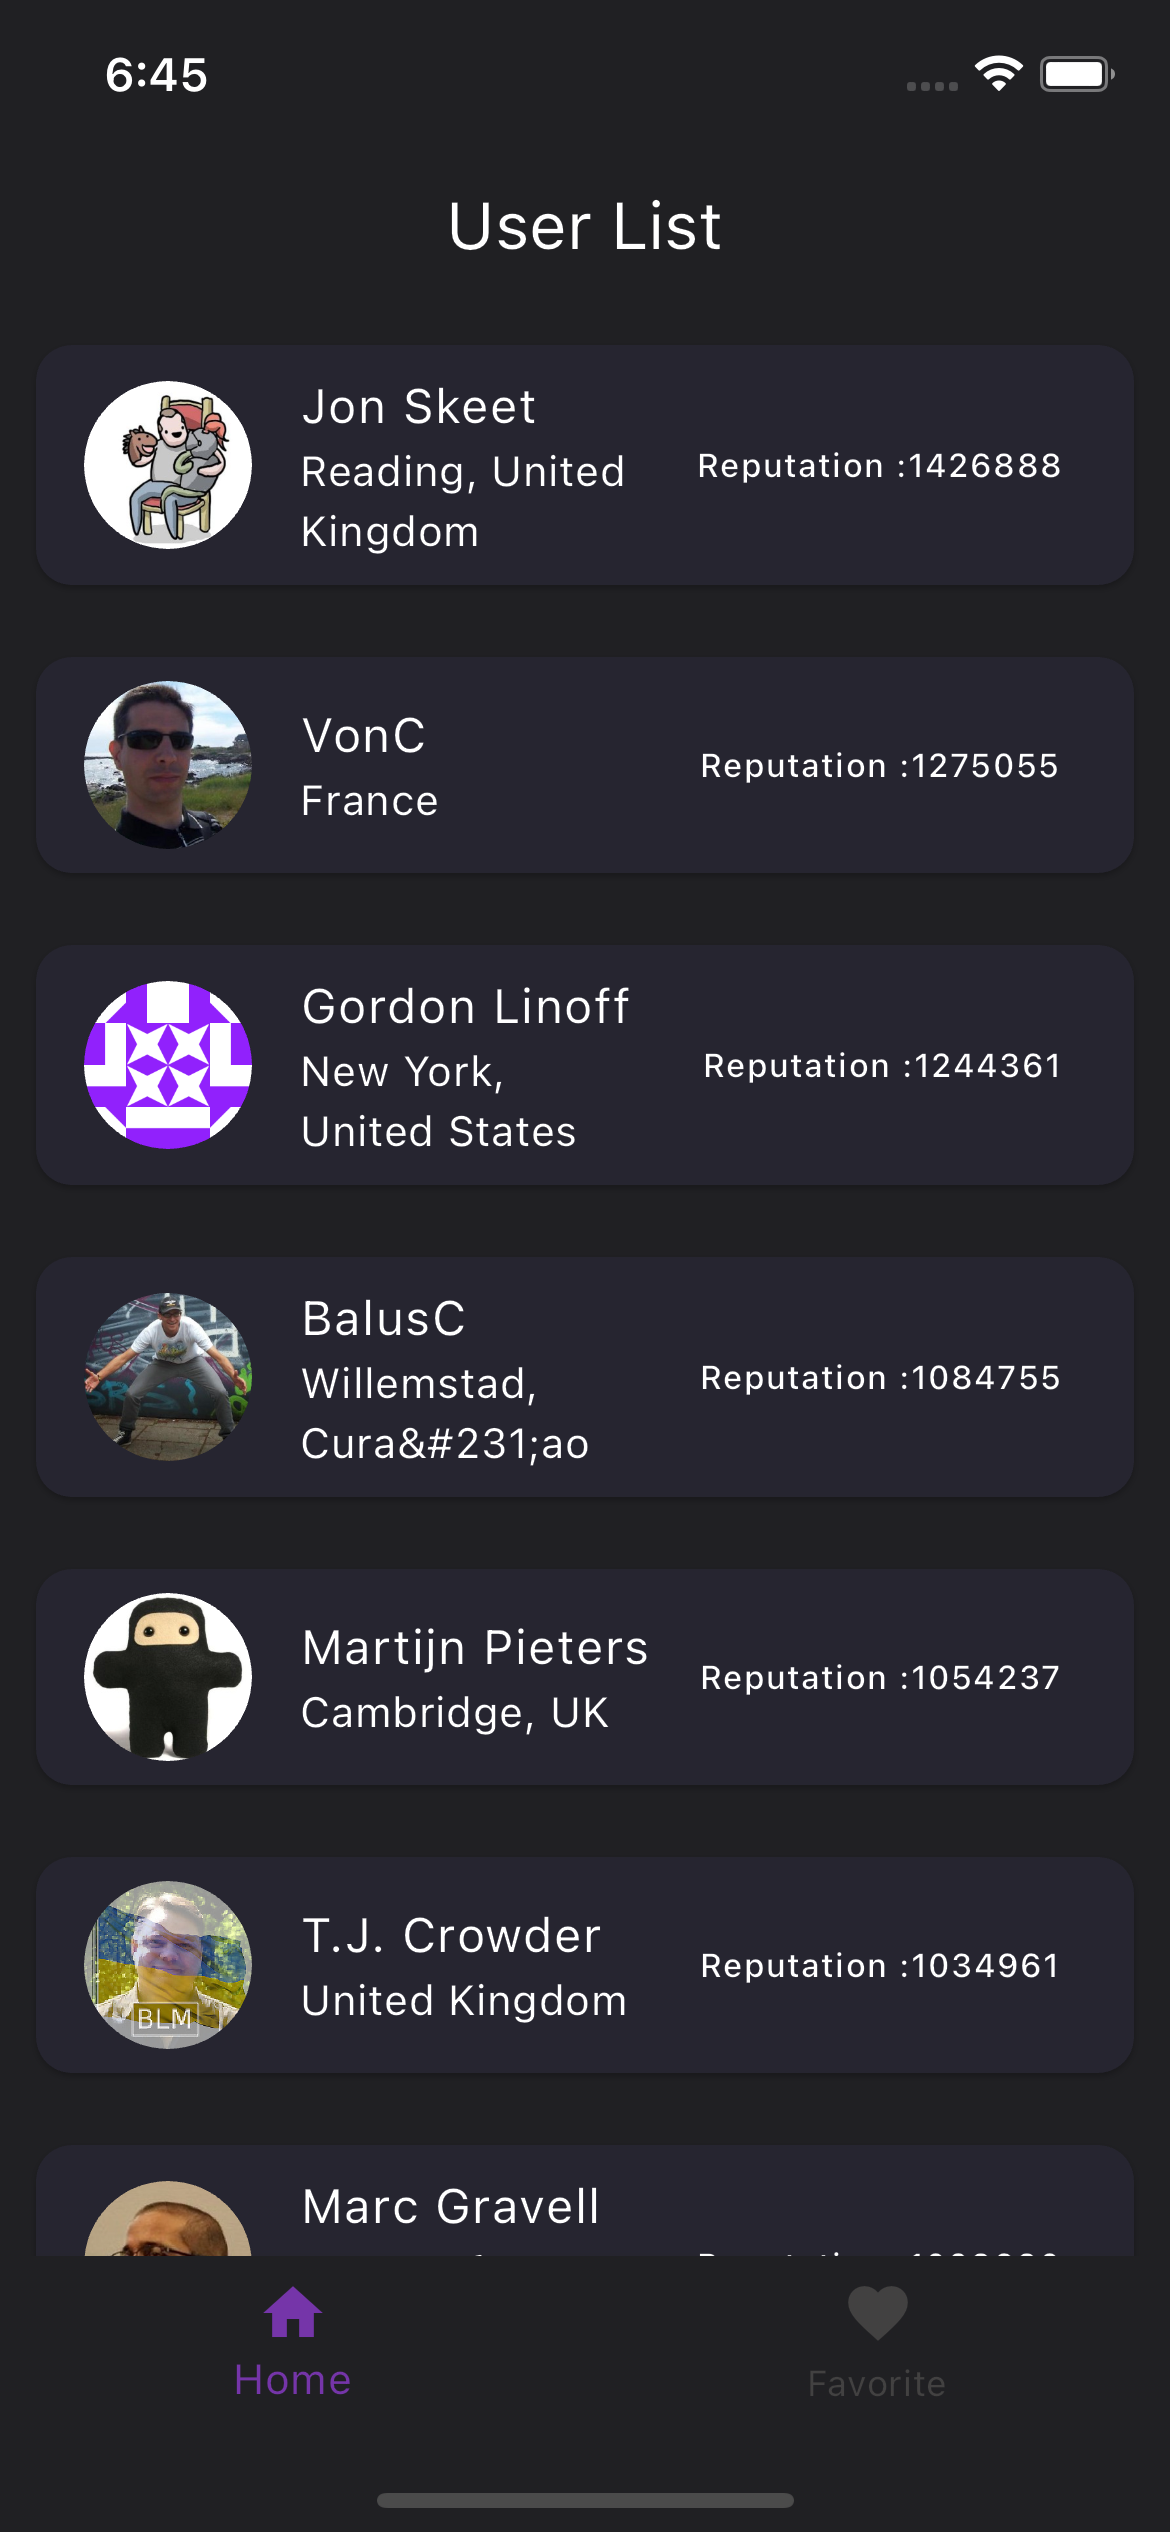 6:45
User List
Jon Skeet
Reading, United
Kingdom
Reputation :1426888
VonC
France
Reputation :1275055
Gordon Linoff
New York,
United States
Reputation :1244361
BalusC
Willemstad,
Cura&#231;ao
Reputation :1084755
Martijn Pieters
Cambridge, UK
Reputation :1054237
BLM
T.J. Crowder
United Kingdom
Reputation :1034961
Marc Gravell
Home
Favorite